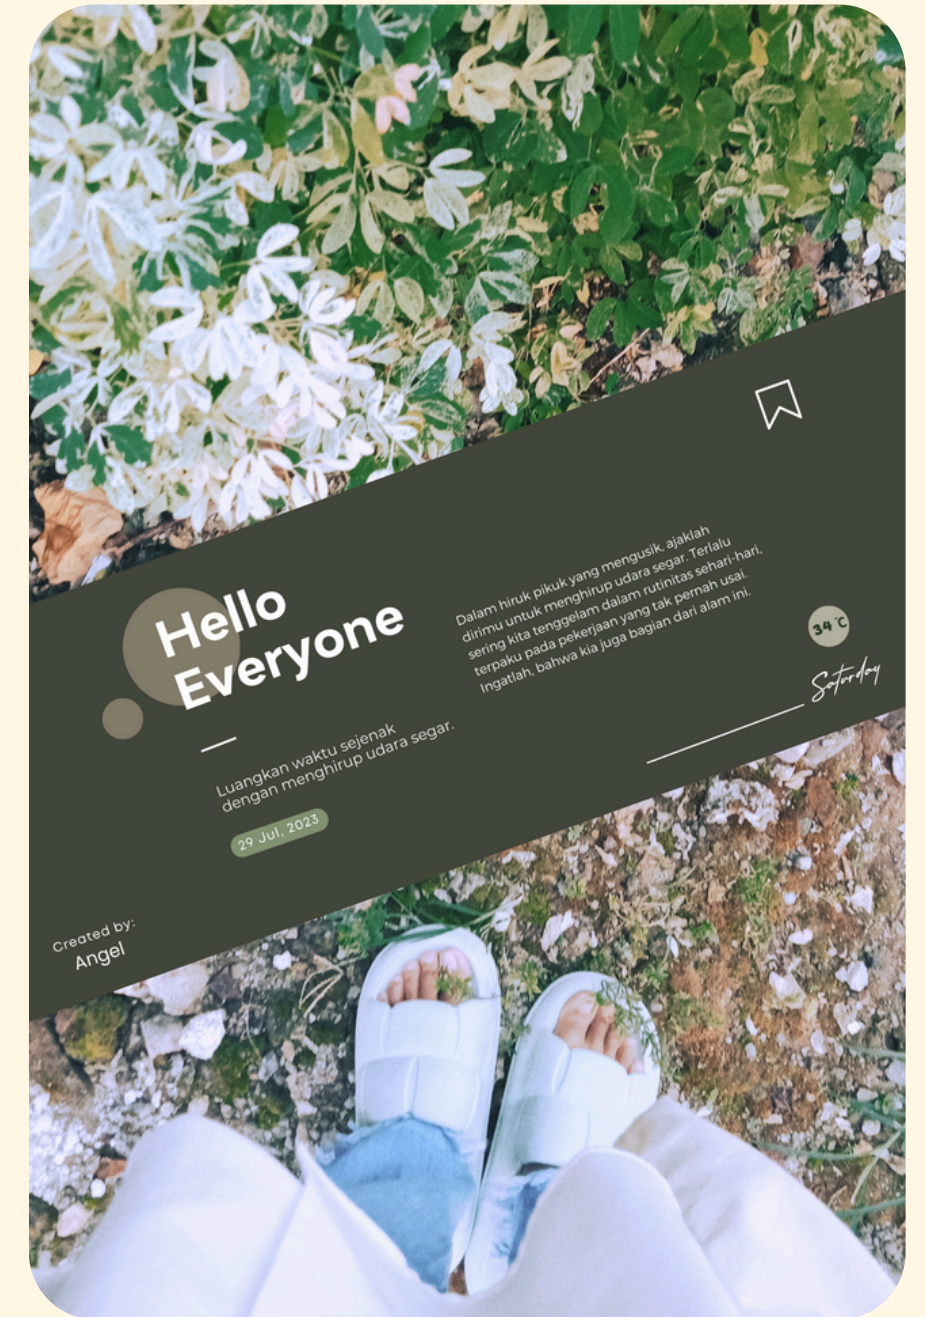 Hello
Everyone
Luangkan waktu sejenak
dengan menghirup udara segar.
29 Jul, 2023
Created by:
Angel
Dalam hiruk pikuk yang mengusik, ajaklah
dirimu untuk menghirup udara segar. Terlalu
sering kita tenggelam dalam rutinitas sehari-hari,
terpaku pada pekerjaan yang tak pernah usai.
Ingatlah, bahwa kia juga bagian dari alam ini.
34°C
Saturday